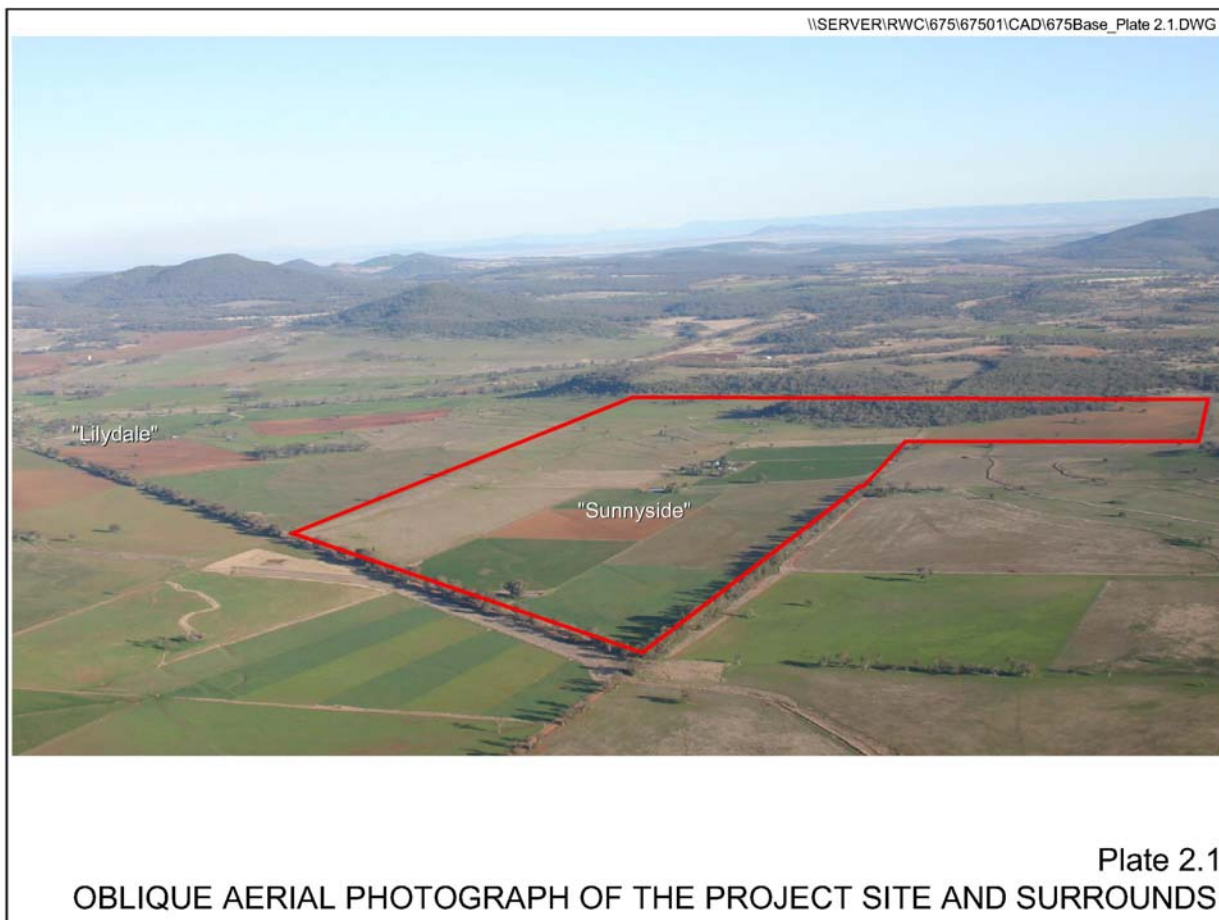 \\SERVER\RWC\675\67501\CAD\675Base_Plate 2.1.DWG
"Lilydale"
"Sunnyside"
Plate 2.1
OBLIQUE AERIAL PHOTOGRAPH OF THE PROJECT SITE AND SURROUNDS